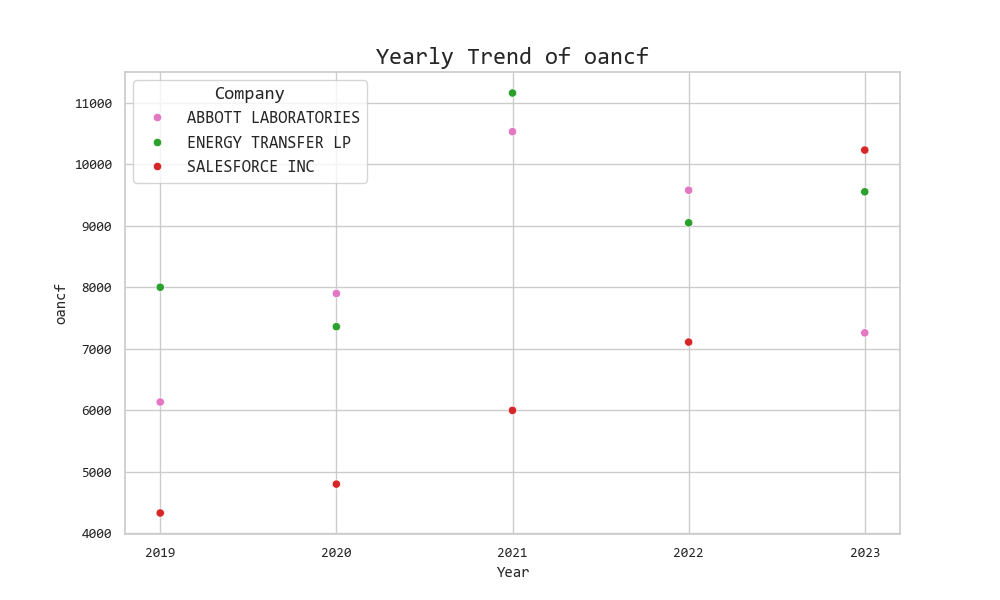 Yearly Trend of oancf
Company
ABBOTT LABORATORIES
ENERGY TRANSFER LP
SALESFORCE INC
11000
10000
9000
8000
7000
6000
5000
4000
oancf
2019 2020 2021 2022 2023
Year